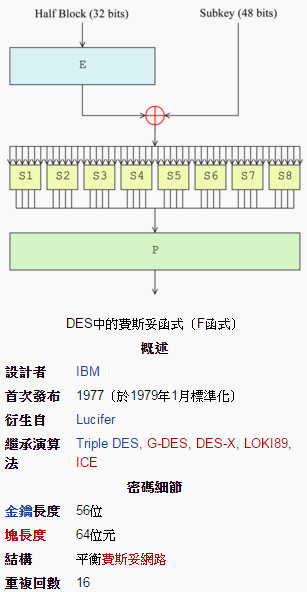 Half Block (32 bits) Subkey (48 bits)
E
S1 S2 S3 S4 S5 S6 S7 S8
P
DES中的費斯妥函式〔F函式〕
概述
設計者 IBM
首次發布 1977〔於1979年1月標準化〕
衍生自 Lucifer
繼承演算 Triple DES, G-DES, DES-X, LOKI89,
法 ICE
密碼細節
金鑰長度 56位
塊長度 64位元
結構 平衡費斯妥網路
重複回數 16